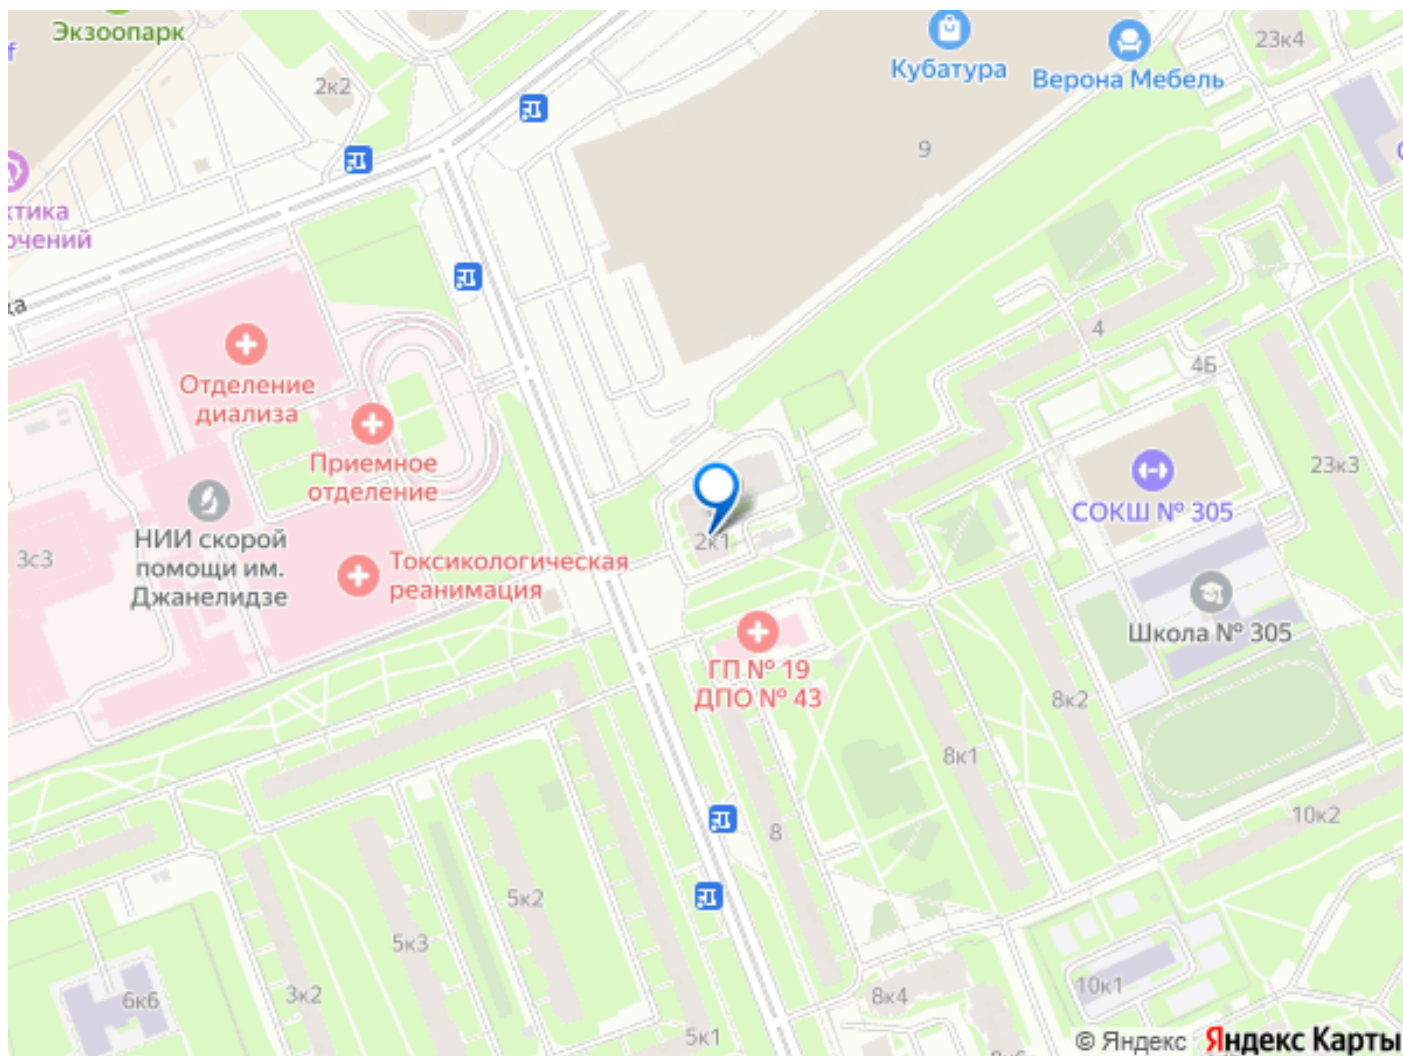 Экзоопарк
2к2
Кубатура
Верона Мебель
23к4
9
4
4Б
23к3
Отделение
диализа
Приемное
отделение
НИИ скорой
помощи им.
Джанелидзе
3с3
Токсикологическая
реанимация
2к1
СОКШ № 305
Школа № 305
ГП № 19
ДПО № 43
8к2
8к1
8
10к2
5к2
5к3
3к2
6к6
5к1
8к4
10к1
© Яндекс Яндекс Карты